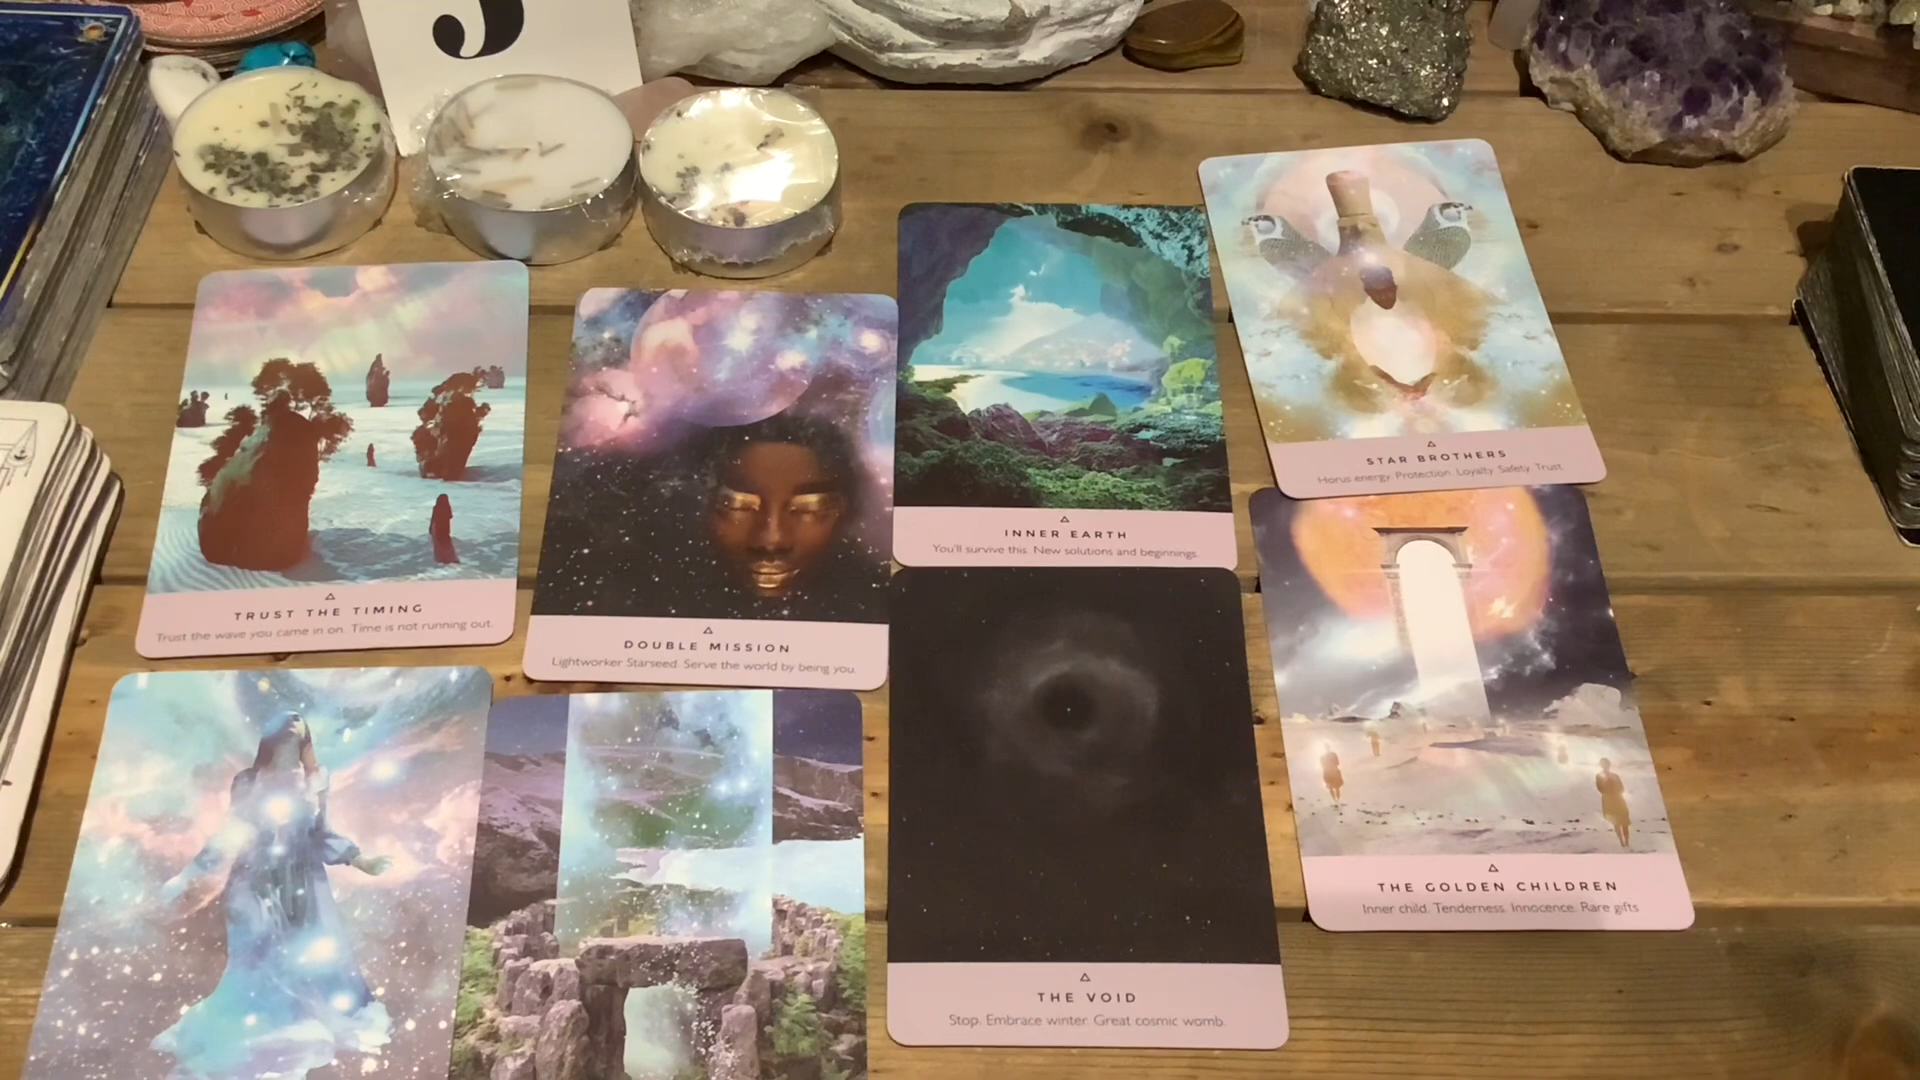 3
TRUST THE TIMING
Trust the wave you came in on. Time is not running out.
DOUBLE MISSION
Lightworker Starseed. Serve the world by being you.
INNER EARTH
You'll survive this. New solutions and beginnings.
STAR BROTHERS
Horus energy. Protection. Loyalty. Safety. Trust.
THE VOID
Stop. Embrace winter. Great cosmic womb.
THE GOLDEN CHILDREN
Inner child. Tenderness. Innocence. Rare gifts